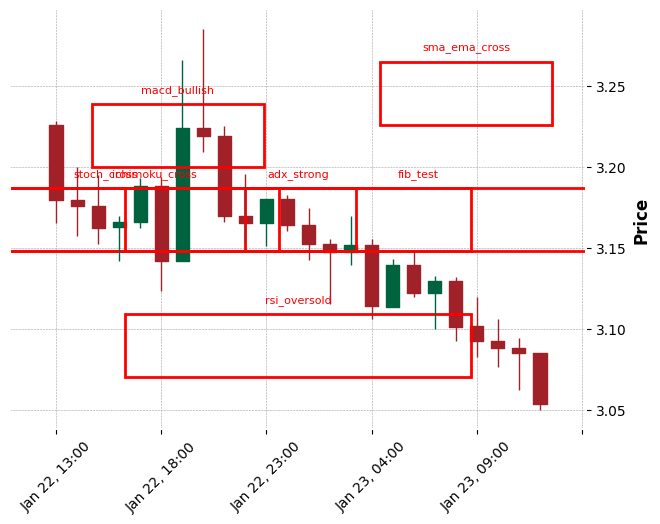 sma_ema_cross
macd_bullish
stoch_cross
ichimoku_cross
adx_strong
fib_test
rsi_oversold
3.25
3.20
3.15
3.10
3.05
Price
Jan 22, 13:00
Jan 22, 18:00
Jan 22, 23:00
Jan 23, 04:00
Jan 23, 09:00